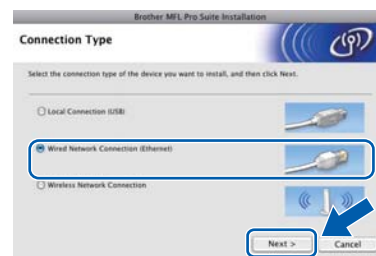 Brother MFL Pro Suite Installation
Connection Type
Select the connection type of the device you want to install, and then click Next.
Local Connection (USB)
Wired Network Connection (Ethernet)
Wireless Network Connection
Next >
Cancel